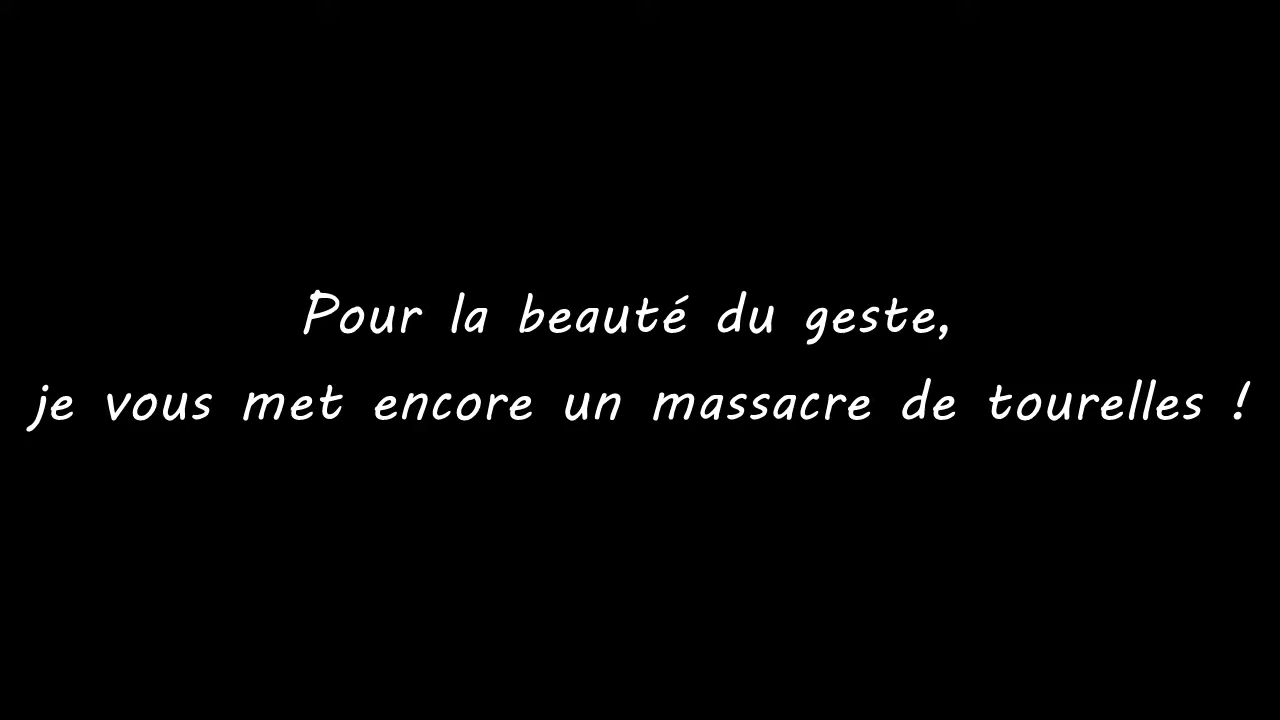 Pour la beauté du geste,
je vous met encore un massacre de tourelles !